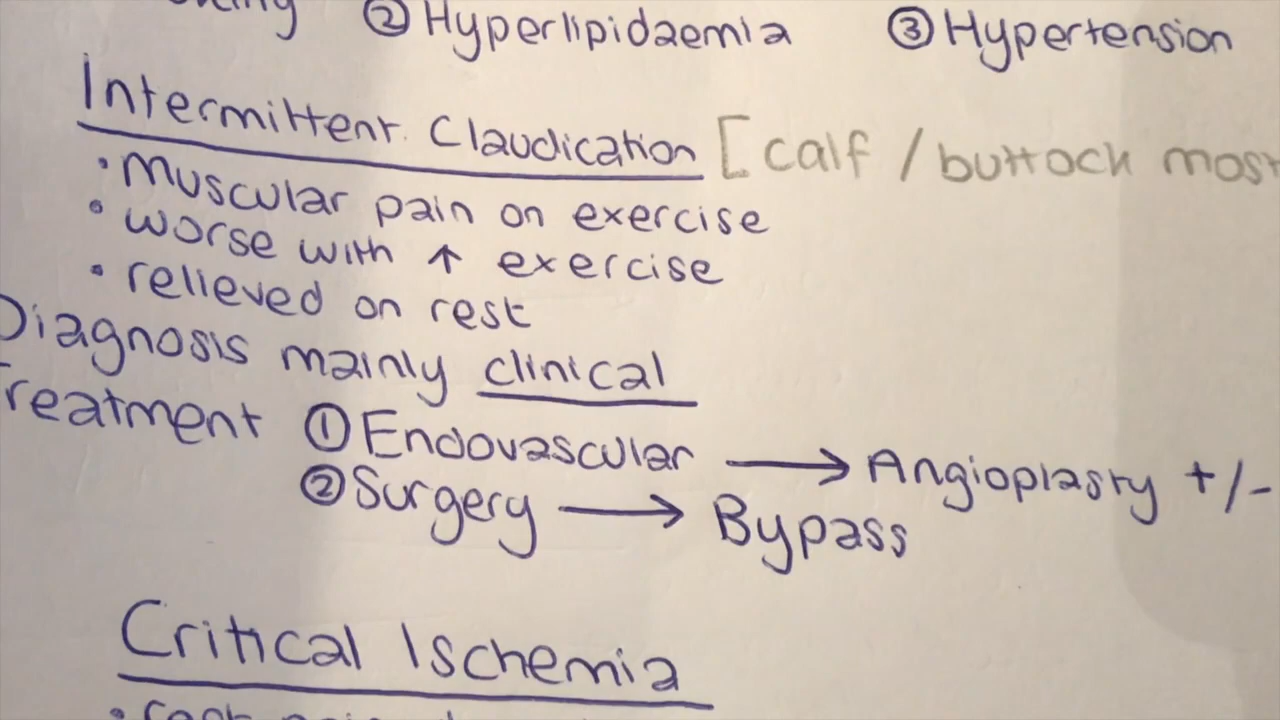 ② Hyperlipidaemia ③ Hypertension
Intermittent Claudication [calf / buttock most
• Muscular pain on exercise
• worse with ↑ exercise
• relieved on rest
Diagnosis mainly clinical
Treatment ① Endovascular → Angioplasty +/-
② Surgery → Bypass
Critical Ischemia